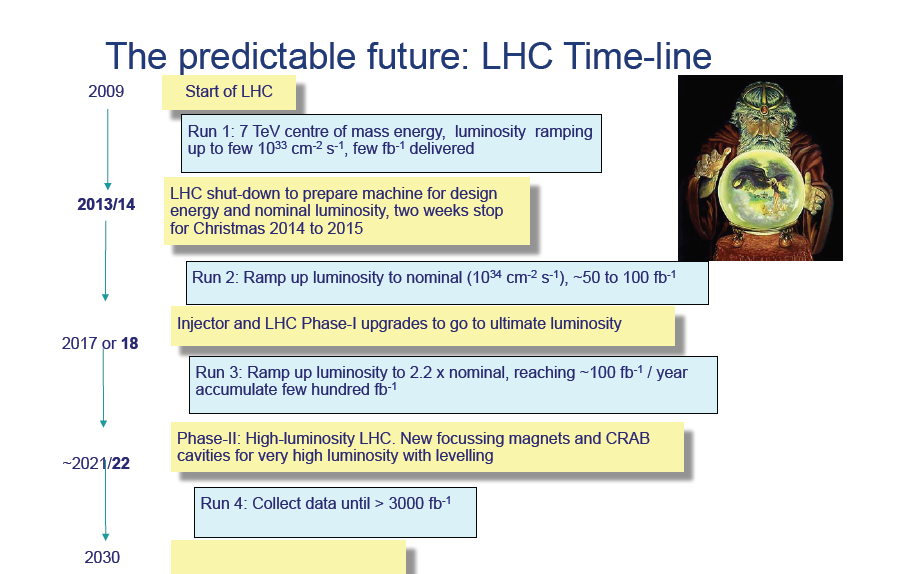 The predictable future: LHC Time-line
2009
Start of LHC
Run 1: 7 TeV centre of mass energy, luminosity ramping
up to few 10³³ cm⁻² s⁻¹, few fb⁻¹ delivered
2013/14
LHC shut-down to prepare machine for design
energy and nominal luminosity, two weeks stop
for Christmas 2014 to 2015
Run 2: Ramp up luminosity to nominal (10³⁴ cm⁻² s⁻¹), ~50 to 100 fb⁻¹
Injector and LHC Phase-I upgrades to go to ultimate luminosity
2017 or 18
Run 3: Ramp up luminosity to 2.2 x nominal, reaching ~100 fb⁻¹ / year
accumulate few hundred fb⁻¹
Phase-II: High-luminosity LHC. New focussing magnets and CRAB
cavities for very high luminosity with levelling
~2021/22
Run 4: Collect data until > 3000 fb⁻¹
2030